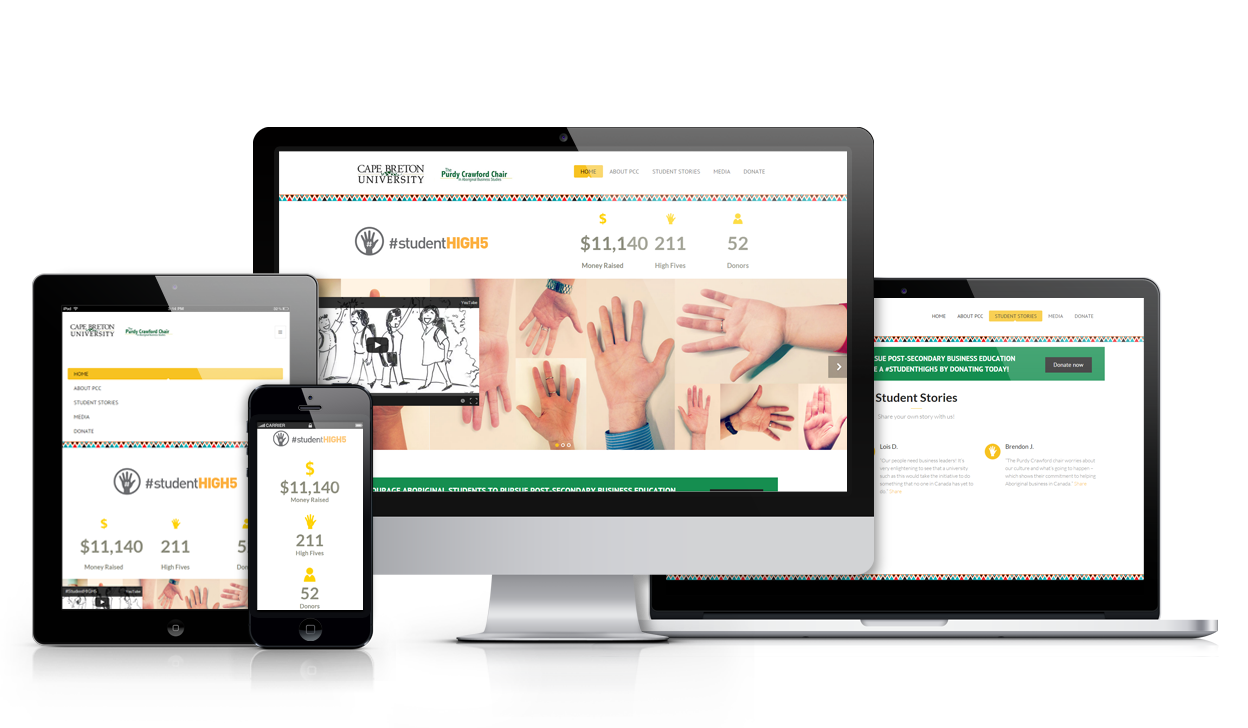 CAPE BRETON
UNIVERSITY
The
Purdy Crawford Chair
in Aboriginal Business Studies
HOME ABOUT PCC STUDENT STORIES MEDIA DONATE
#studentHIGH5
$11,140 211 52
Money Raised High Fives Donors
YouTube
OURAGE ABORIGINAL STUDENTS TO PURSUE POST-SECONDARY BUSINESS EDUCATION
iPad
PM
CAPE BRETON
UNIVERSITY
Purdy Crawford Chair
HOME
ABOUT PCC
STUDENT STORIES
MEDIA
DONATE
#studentHIGH5
$11,140 211 5
Money Raised High Fives Don
#StudentHIGH5 YouTube
CARRIER
#studentHIGH5
$11,140
Money Raised
211
High Fives
52
Donors
HOME ABOUT PCC STUDENT STORIES MEDIA DONATE
SUE POST-SECONDARY BUSINESS EDUCATION
E A #STUDENTHIGH5 BY DONATING TODAY!
Donate now
Student Stories
Share your own story with us!
Lois D.
"Our people need business leaders! It's
very enlightening to see that a university
such as this would take the initiative to do
something that no one in Canada has yet to
do." Share
Brendon J.
"The Purdy Crawford chair worries about
our culture and what's going to happen –
which shows their commitment to helping
Aboriginal business in Canada." Share